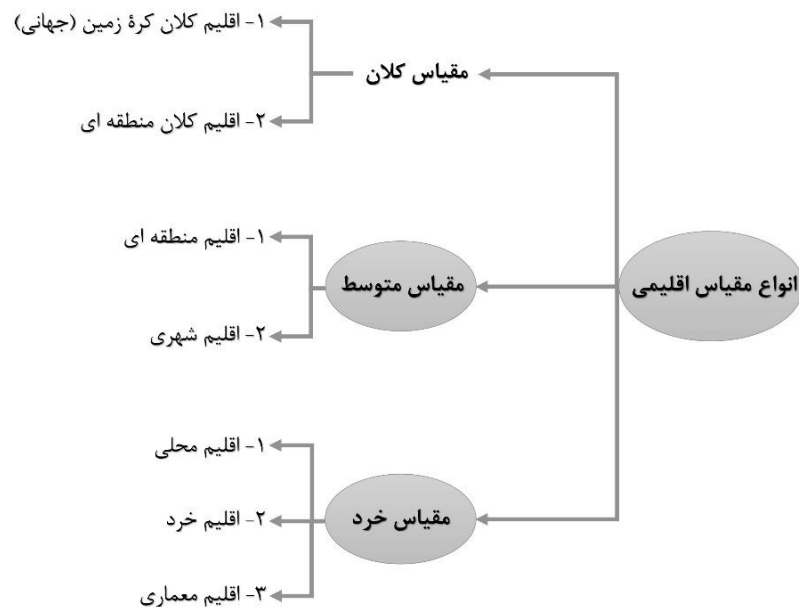 انواع مقیاس اقلیمی
مقیاس کلان
۱- اقلیم کلان کرهٔ زمین (جهانی)
۲- اقلیم کلان منطقه ای
مقیاس متوسط
۱- اقلیم منطقه ای
۲- اقلیم شهری
مقیاس خرد
۱- اقلیم محلی
۲- اقلیم خرد
۳- اقلیم معماری